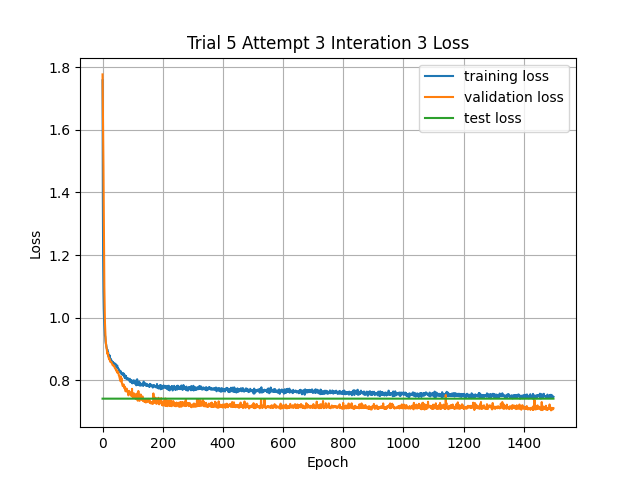 Trial 5 Attempt 3 Interation 3 Loss
training loss
validation loss
test loss
Loss
1.8
1.6
1.4
1.2
1.0
0.8
0 200 400 600 800 1000 1200 1400
Epoch